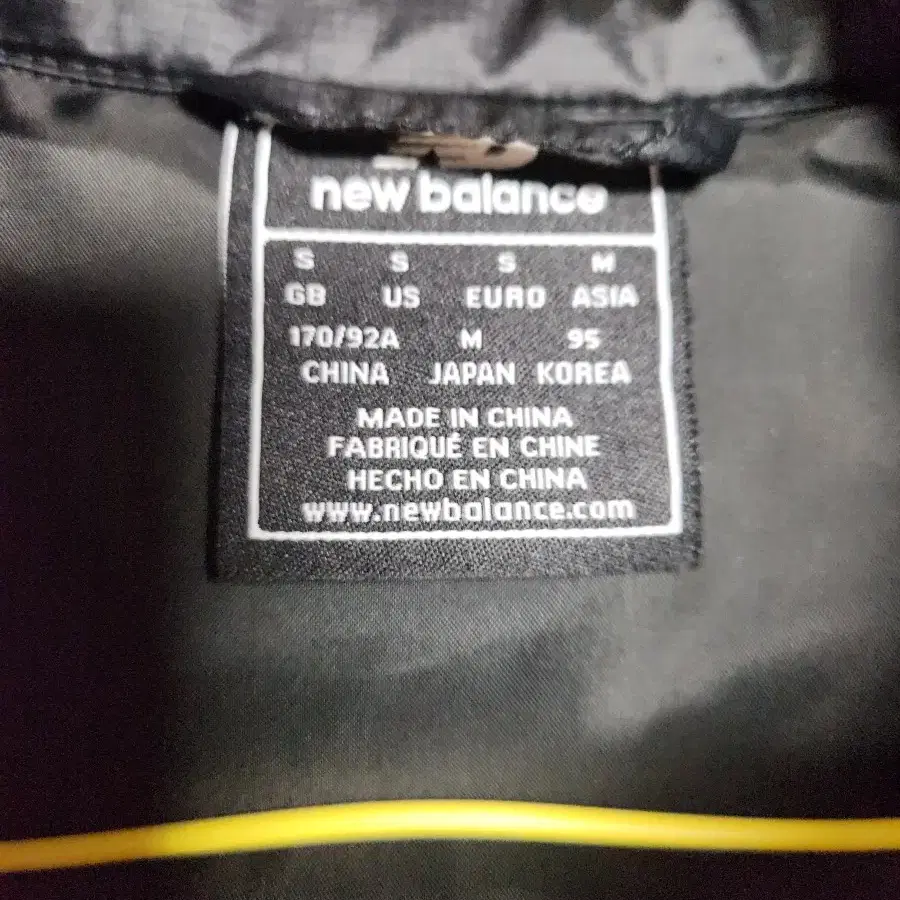 new balance
S S S M
GB US EURO ASIA
170/92A M 95
CHINA JAPAN KOREA
MADE IN CHINA
FABRIQUÉ EN CHINE
HECHO EN CHINA
www.newbalance.com